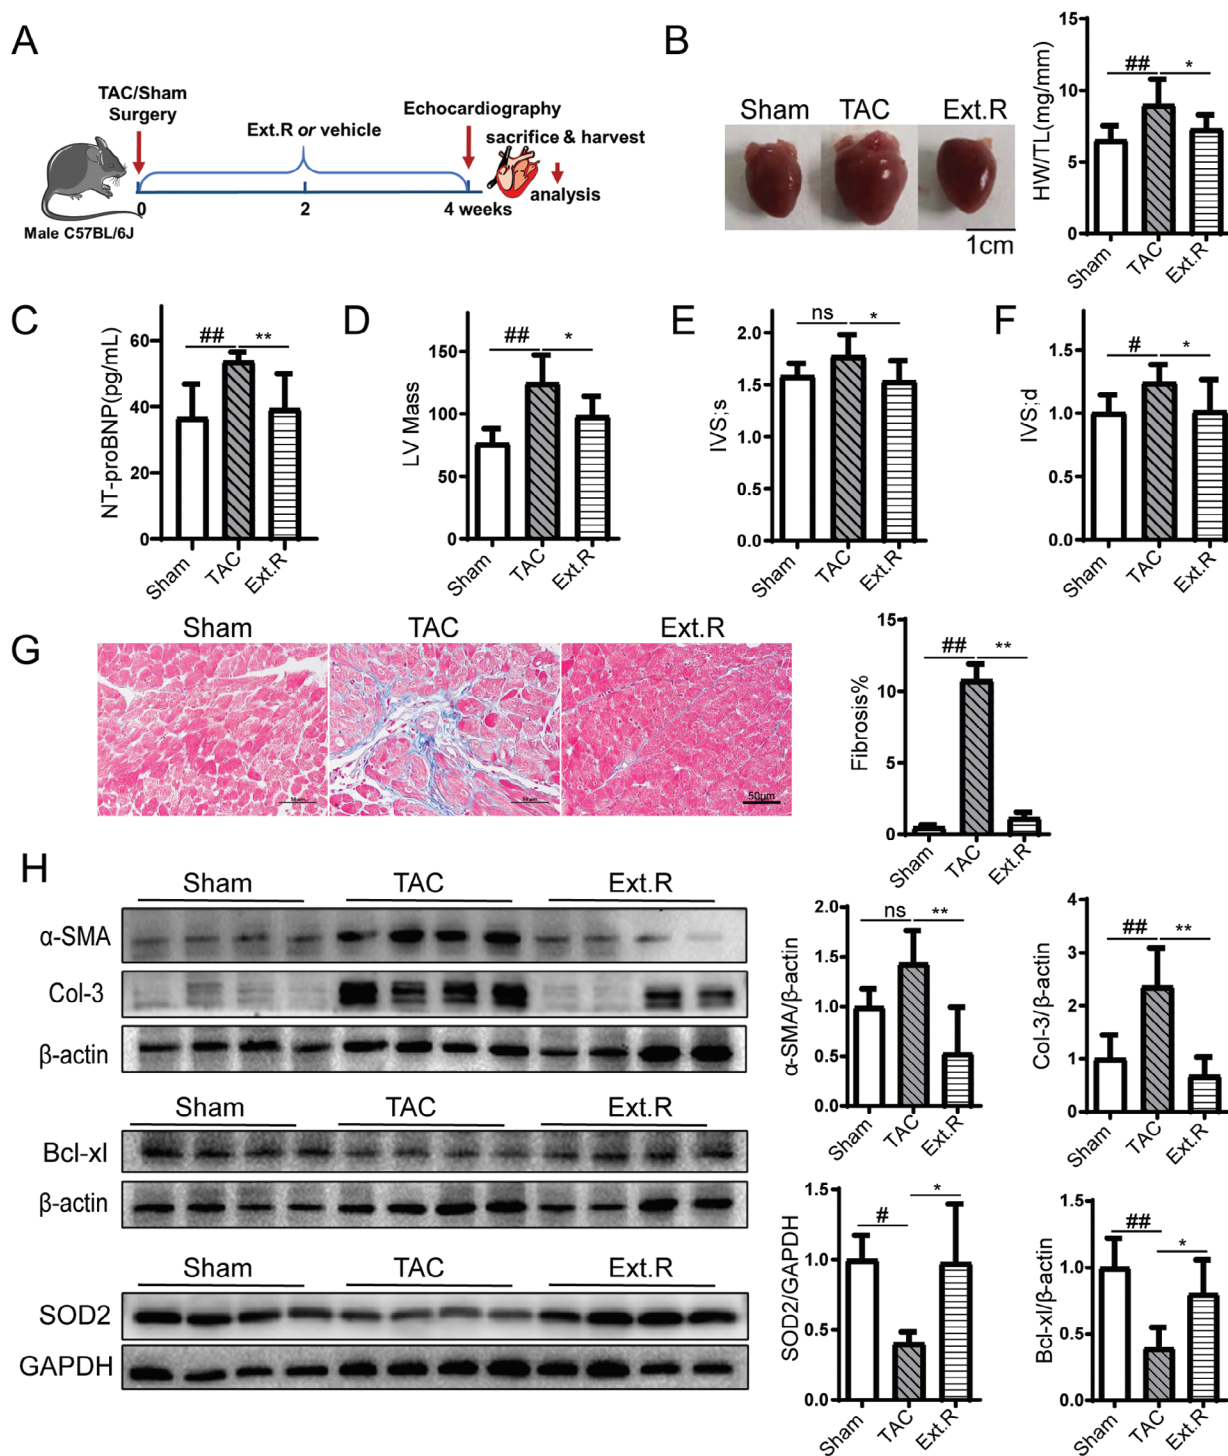 A
TAC/Sham
Surgery
Ext.R or vehicle
Echocardiography
sacrifice & harvest
analysis
0
2
4 weeks
Male C57BL/6J
B
Sham
TAC
Ext.R
1cm
HW/TL(mg/mm)
15
10
5
0
##
*
Sham
TAC
Ext.R
C
NT-proBNP(pg/mL)
60
40
20
0
##
**
Sham
TAC
Ext.R
D
LV Mass
150
100
50
0
##
*
Sham
TAC
Ext.R
E
IVS;s
2.0
1.5
1.0
0.5
0.0
ns
*
Sham
TAC
Ext.R
F
IVS;d
1.5
1.0
0.5
0.0
#
*
Sham
TAC
Ext.R
G
Sham
TAC
Ext.R
50μm
50μm
50μm
Fibrosis%
15
10
5
0
##
**
Sham
TAC
Ext.R
H
Sham
TAC
Ext.R
α-SMA
Col-3
β-actin
Sham
TAC
Ext.R
Bcl-xl
β-actin
Sham
TAC
Ext.R
SOD2
GAPDH
α-SMA/β-actin
2.0
1.5
1.0
0.5
0.0
ns
**
Sham
TAC
Ext.R
Col-3/β-actin
4
3
2
1
0
##
**
Sham
TAC
Ext.R
SOD2/GAPDH
1.5
1.0
0.5
0.0
#
*
Sham
TAC
Ext.R
Bcl-xl/β-actin
1.5
1.0
0.5
0.0
##
*
Sham
TAC
Ext.R